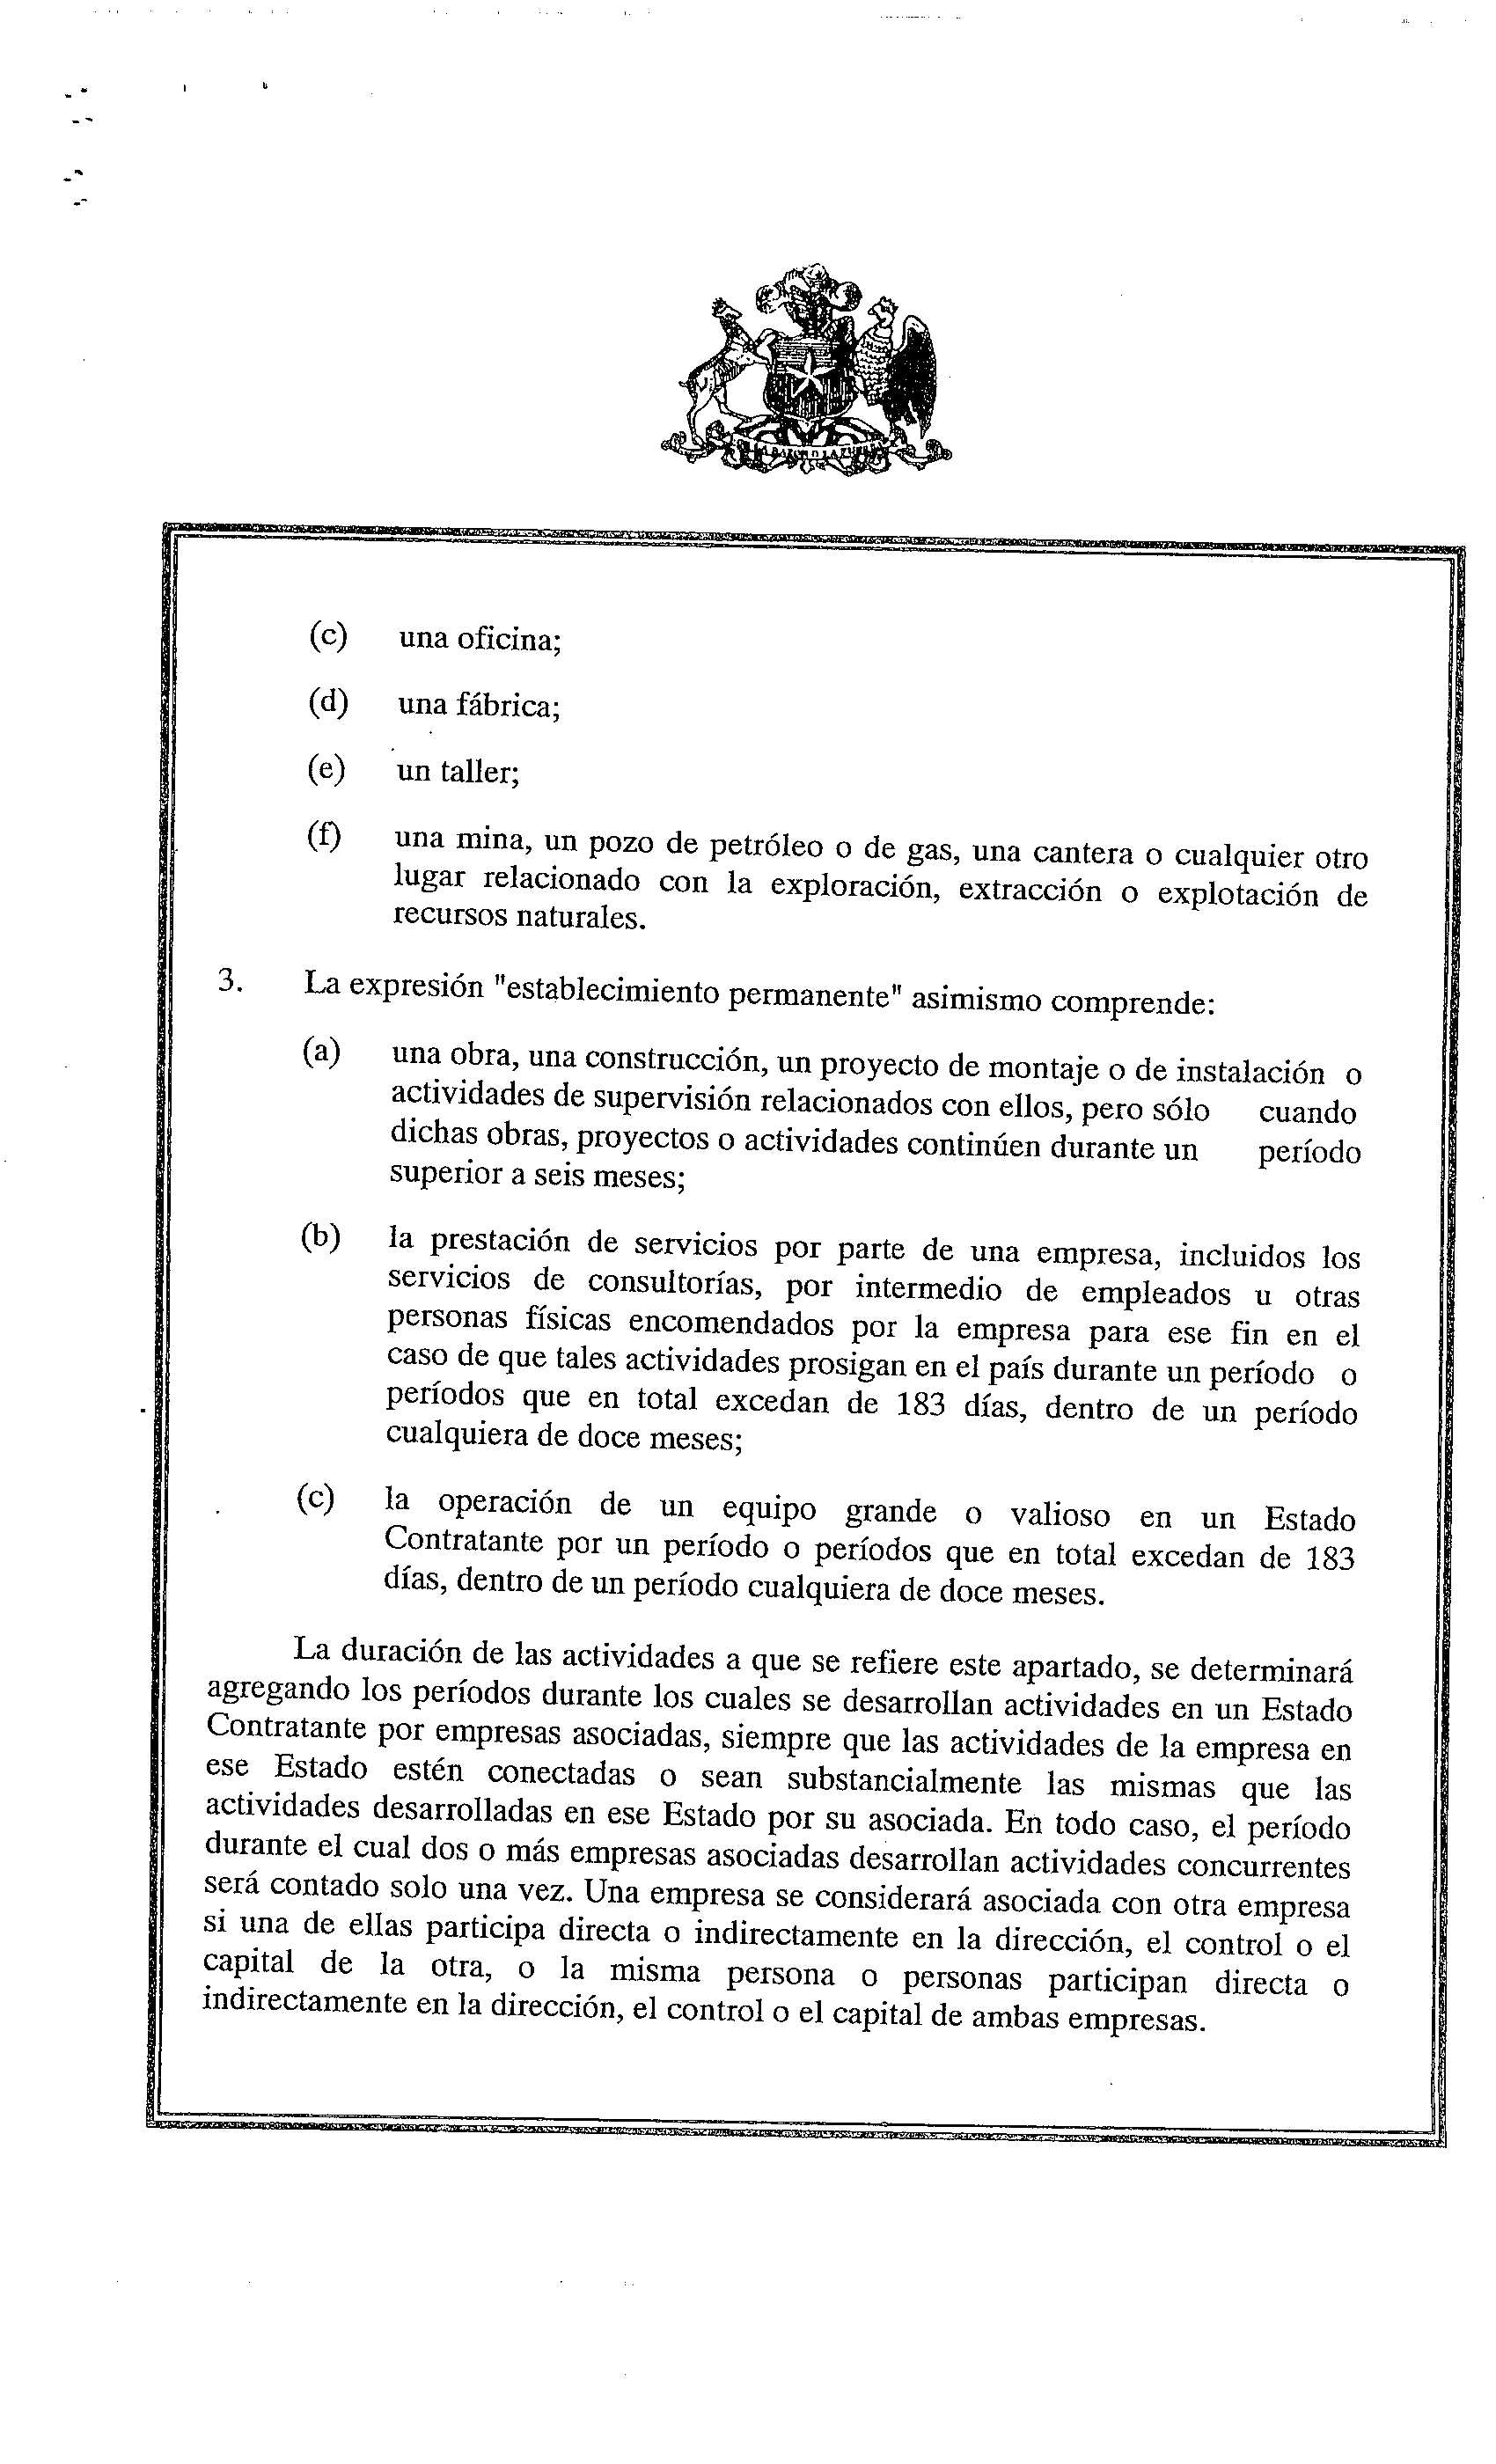 (c) una oficina;
(d) una fábrica;
(e) un taller;
(f) una mina, un pozo de petróleo o de gas, una cantera o cualquier otro
lugar relacionado con la exploración, extracción o explotación de
recursos naturales.
3. La expresión "establecimiento permanente" asimismo comprende:
(a) una obra, una construcción, un proyecto de montaje o de instalación o
actividades de supervisión relacionados con ellos, pero sólo cuando
dichas obras, proyectos o actividades continúen durante un período
superior a seis meses;
(b) la prestación de servicios por parte de una empresa, incluidos los
servicios de consultorías, por intermedio de empleados u otras
personas físicas encomendados por la empresa para ese fin en el
caso de que tales actividades prosigan en el país durante un período o
períodos que en total excedan de 183 días, dentro de un período
cualquiera de doce meses;
(c) la operación de un equipo grande o valioso en un Estado
Contratante por un período o períodos que en total excedan de 183
días, dentro de un período cualquiera de doce meses.
La duración de las actividades a que se refiere este apartado, se determinará
agregando los períodos durante los cuales se desarrollan actividades en un Estado
Contratante por empresas asociadas, siempre que las actividades de la empresa en
ese Estado estén conectadas o sean substancialmente las mismas que las
actividades desarrolladas en ese Estado por su asociada. En todo caso, el período
durante el cual dos o más empresas asociadas desarrollan actividades concurrentes
será contado solo una vez. Una empresa se considerará asociada con otra empresa
si una de ellas participa directa o indirectamente en la dirección, el control o el
capital de la otra, o la misma persona o personas participan directa o
indirectamente en la dirección, el control o el capital de ambas empresas.